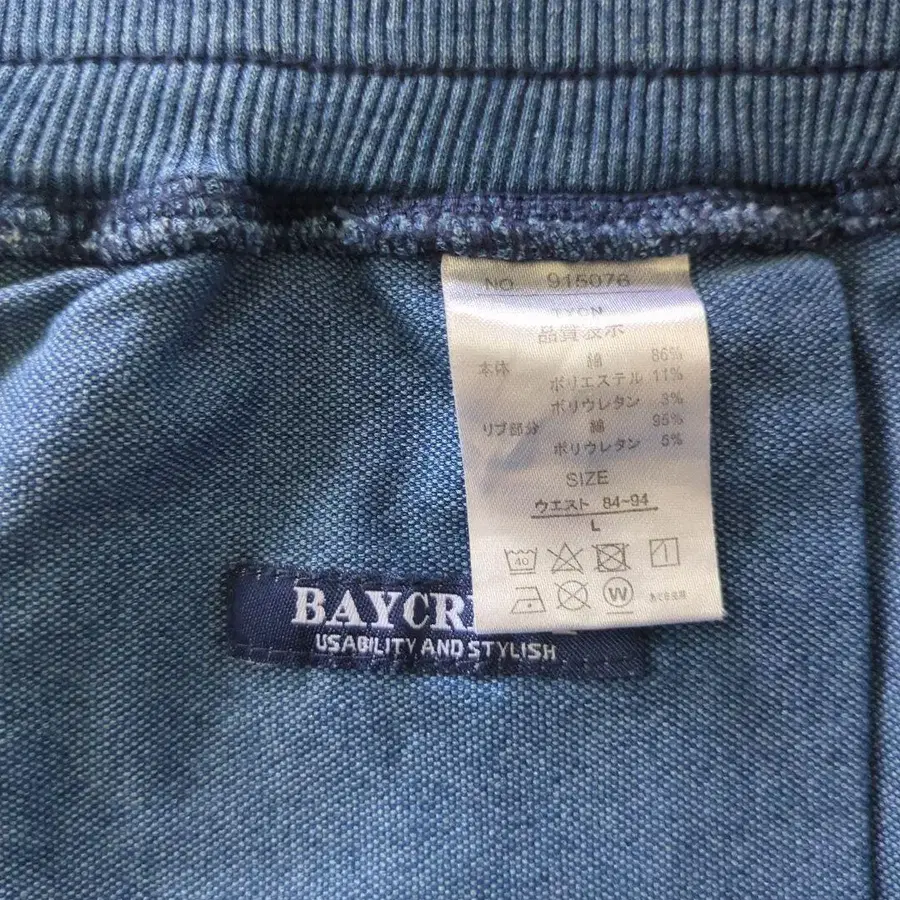 NO. 915076
TYCN
品質表示
本体 綿 86%
ポリエステル 11%
ポリウレタン 3%
リブ部分 綿 95%
ポリウレタン 5%
SIZE
ウエスト 84~94
L
40
W
USABILITY AND STYLISH